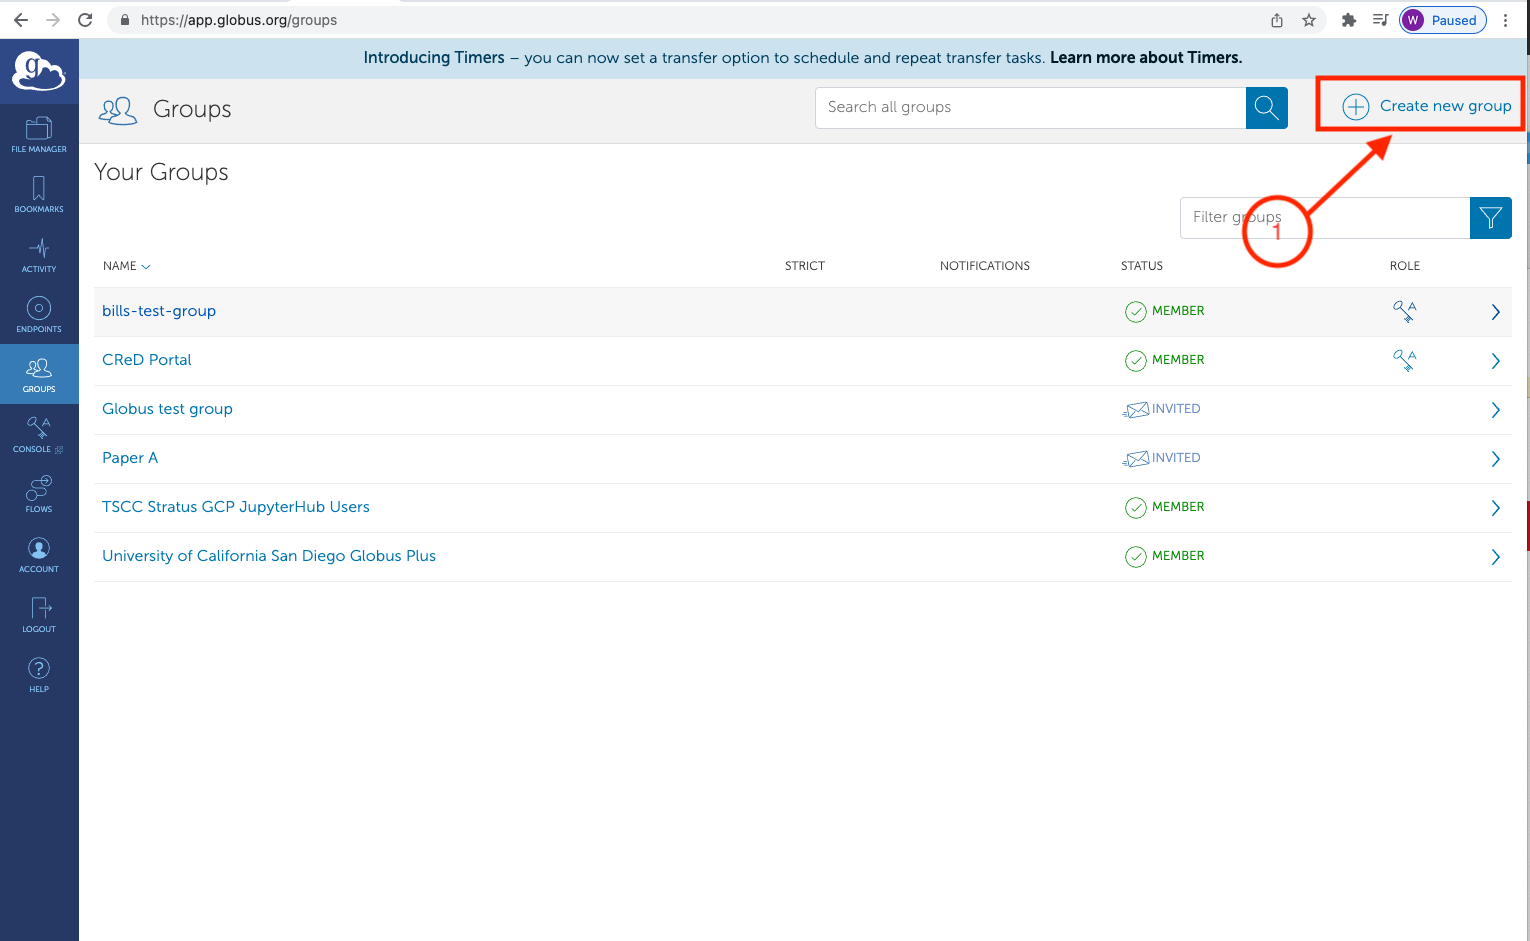 https://app.globus.org/groups
W Paused
Introducing Timers – you can now set a transfer option to schedule and repeat transfer tasks. Learn more about Timers.
g
Groups
Search all groups
Create new group
FILE MANAGER
BOOKMARKS
ACTIVITY
ENDPOINTS
GROUPS
CONSOLE
FLOWS
ACCOUNT
LOGOUT
?
HELP
Your Groups
Filter groups
1
NAME STRICT NOTIFICATIONS STATUS ROLE
bills-test-group MEMBER A
CReD Portal MEMBER A
Globus test group INVITED
Paper A INVITED
TSCC Stratus GCP JupyterHub Users MEMBER
University of California San Diego Globus Plus MEMBER